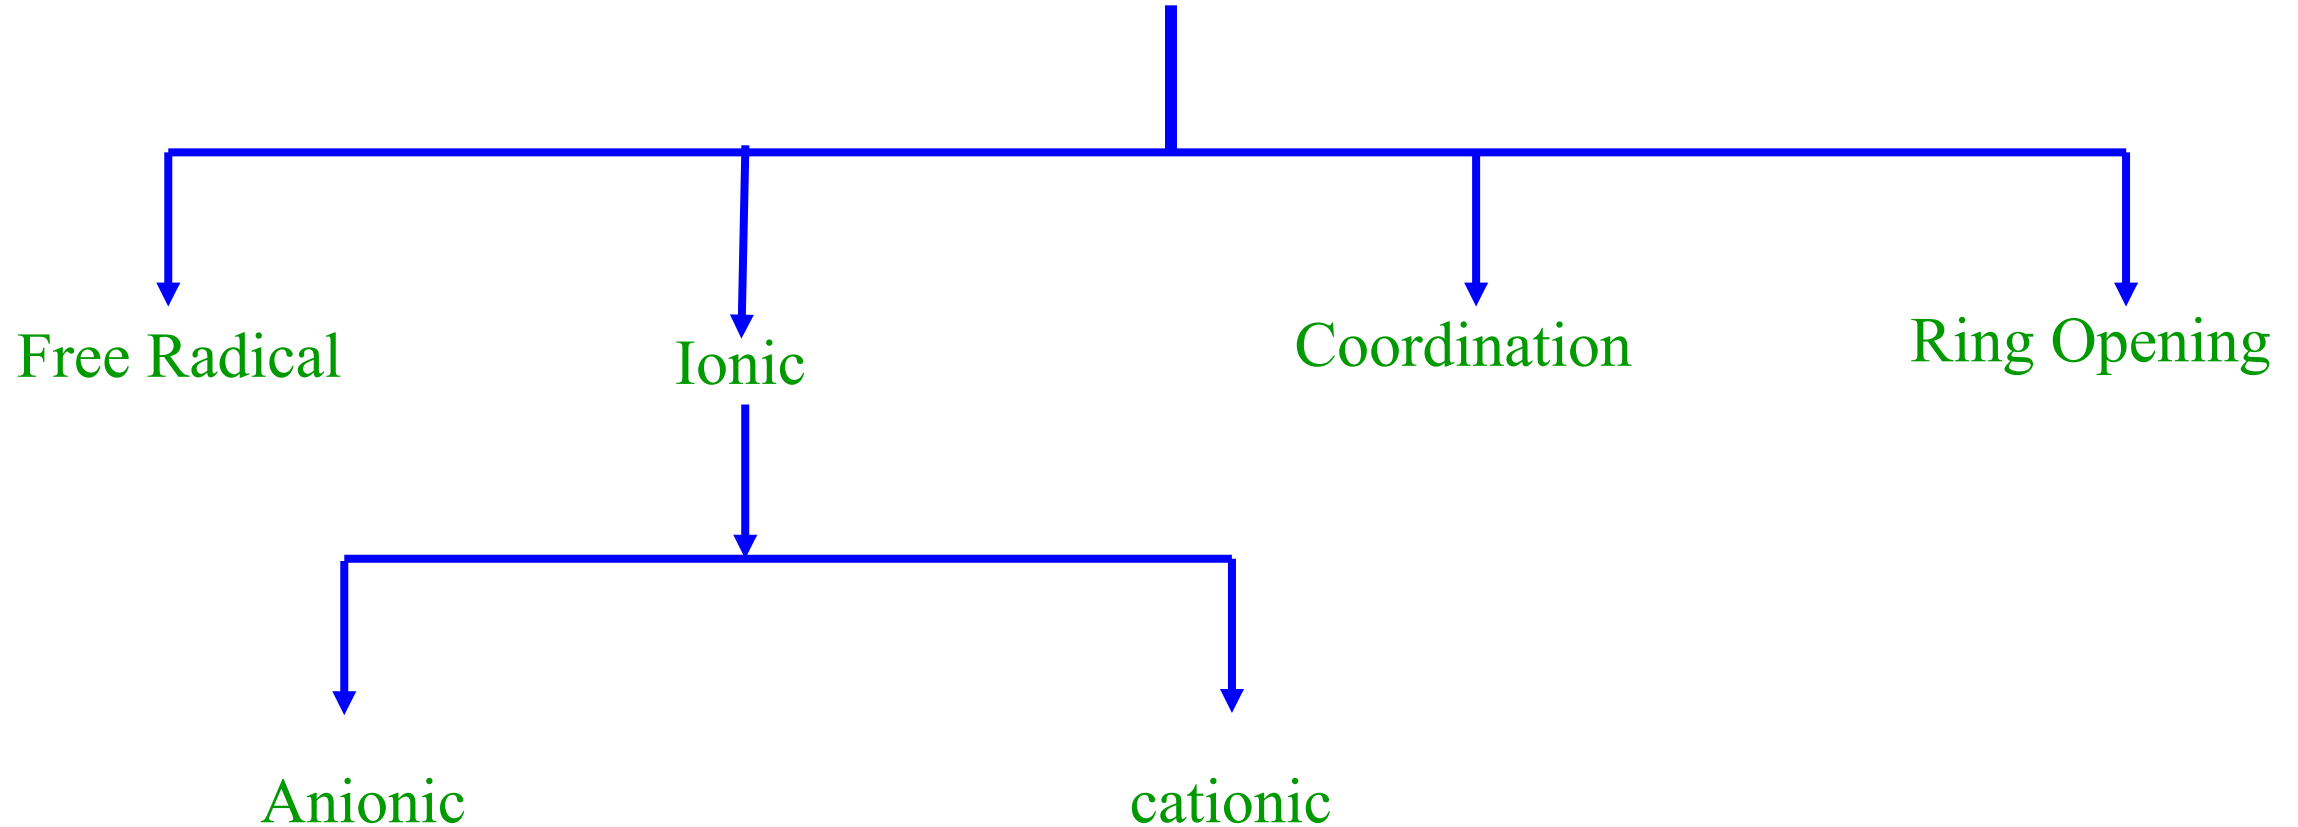 Free Radical
Ionic
Coordination
Ring Opening
Anionic
cationic